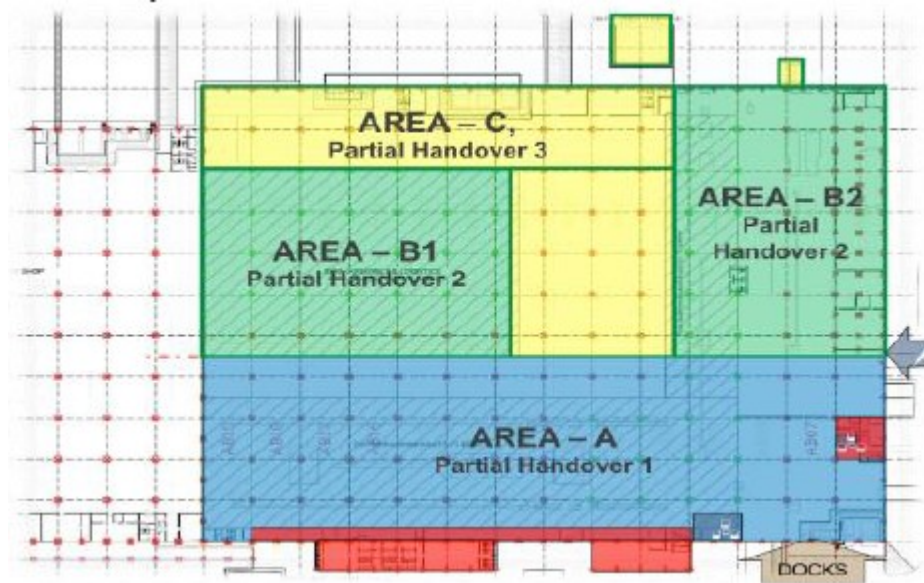 AREA – C,
Partial Handover 3
AREA – B2
Partial
Handover 2
AREA – B1
Partial Handover 2
SHOP
AREA – A
Partial Handover 1
DOCKS